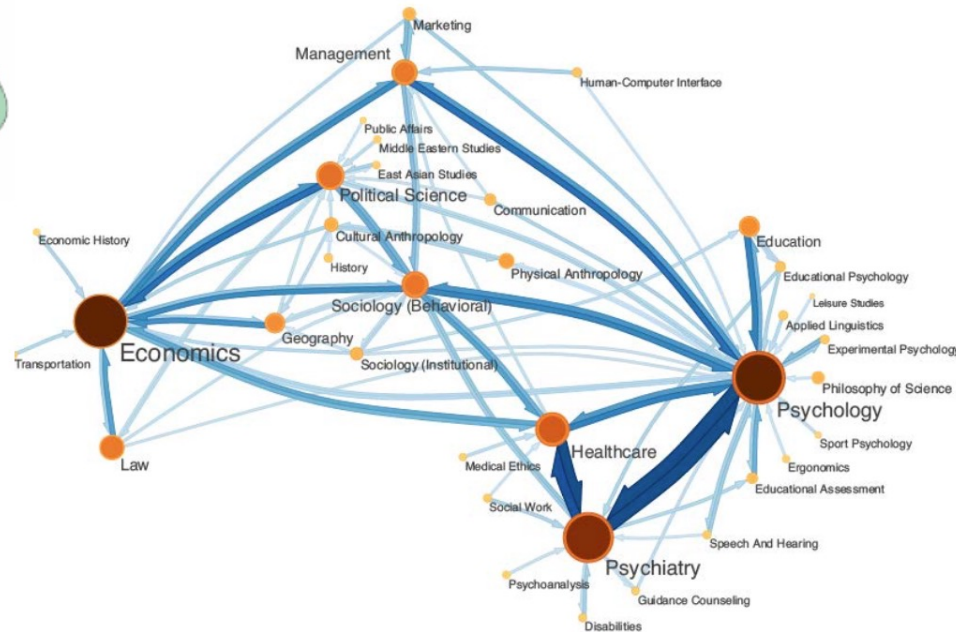 Marketing
Management
Human-Computer Interface
Public Affairs
Middle Eastern Studies
East Asian Studies
Political Science
Communication
Cultural Anthropology
Education
Economic History
History
Physical Anthropology
Educational Psychology
Sociology (Behavioral)
Leisure Studies
Geography
Applied Linguistics
Economics
Experimental Psychology
Transportation
Sociology (Institutional)
Philosophy of Science
Psychology
Law
Healthcare
Sport Psychology
Medical Ethics
Ergonomics
Educational Assessment
Social Work
Speech And Hearing
Psychiatry
Psychoanalysis
Guidance Counseling
Disabilities